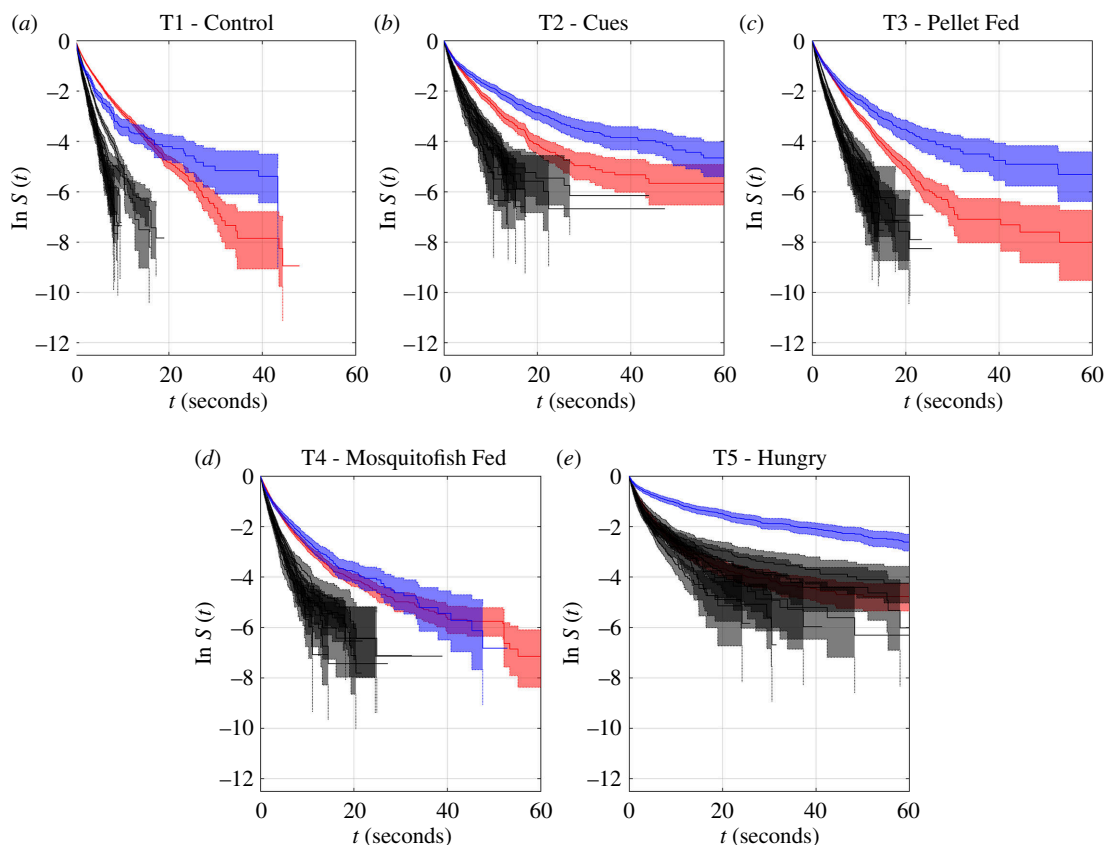 (a) T1 - Control
(b) T2 - Cues
(c) T3 - Pellet Fed
0
−2
−4
−6
−8
−10
−12
ln S (t)
0 20 40 60
t (seconds)
0
−2
−4
−6
−8
−10
−12
ln S (t)
0 20 40 60
t (seconds)
0
−2
−4
−6
−8
−10
−12
ln S (t)
0 20 40 60
t (seconds)
(d) T4 - Mosquitofish Fed
(e) T5 - Hungry
0
−2
−4
−6
−8
−10
−12
ln S (t)
0 20 40 60
t (seconds)
0
−2
−4
−6
−8
−10
−12
ln S (t)
0 20 40 60
t (seconds)